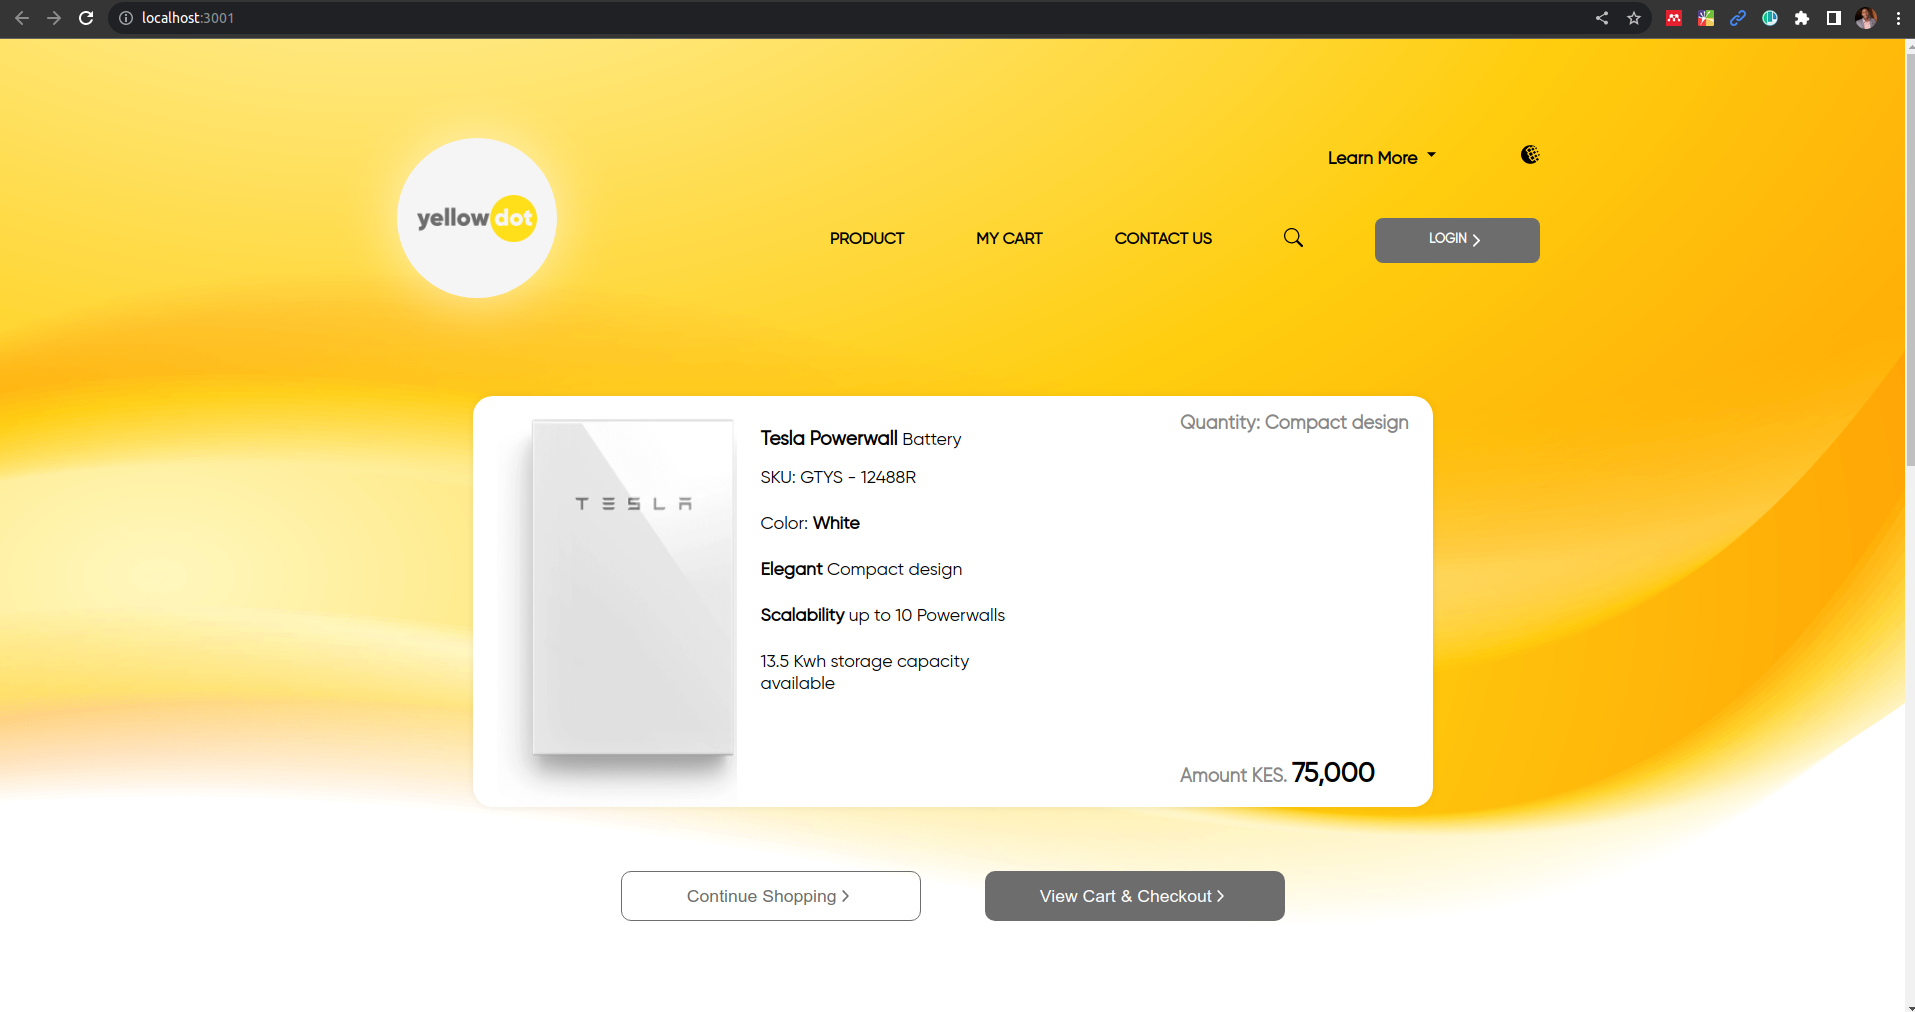 localhost:3001
Learn More
yellowdot
PRODUCT
MY CART
CONTACT US
LOGIN
Quantity: Compact design
Tesla Powerwall Battery
SKU: GTYS - 12488R
TESLA
Color: White
Elegant Compact design
Scalability up to 10 Powerwalls
13.5 Kwh storage capacity
available
Amount KES. 75,000
Continue Shopping
View Cart & Checkout